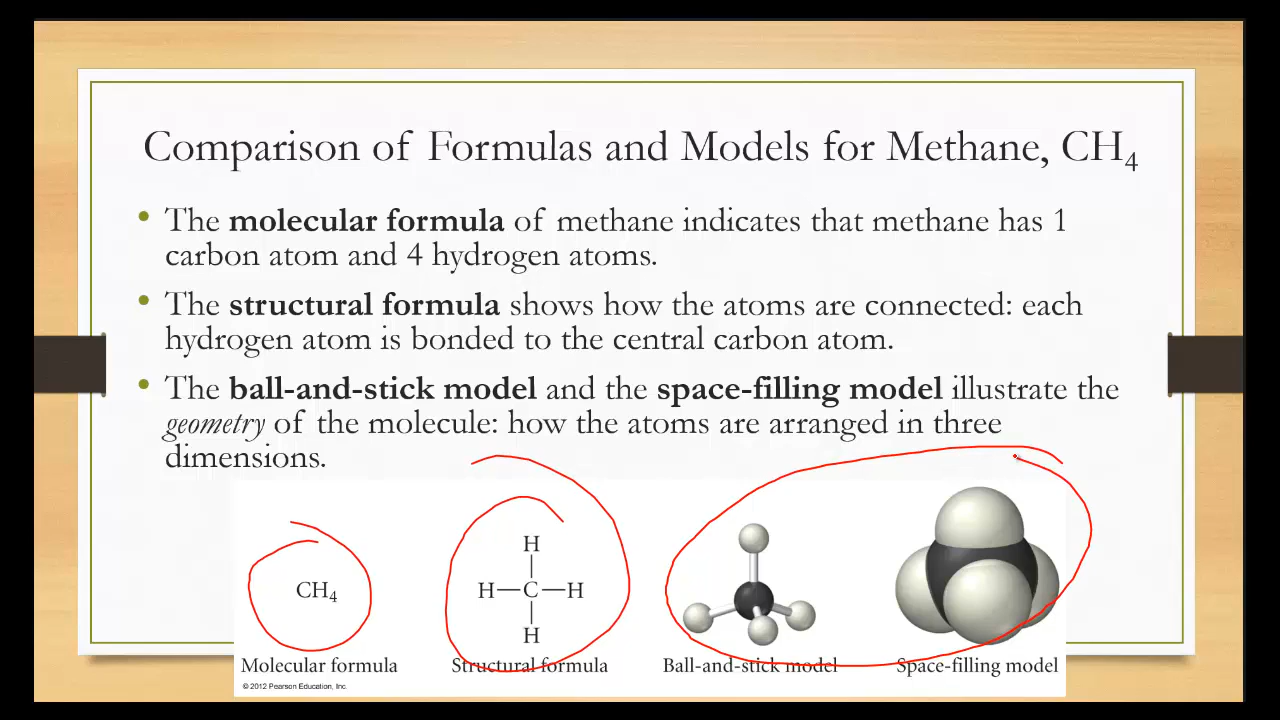 Comparison of Formulas and Models for Methane, CH₄
• The molecular formula of methane indicates that methane has 1
carbon atom and 4 hydrogen atoms.
• The structural formula shows how the atoms are connected: each
hydrogen atom is bonded to the central carbon atom.
• The ball-and-stick model and the space-filling model illustrate the
geometry of the molecule: how the atoms are arranged in three
dimensions.
CH₄
H
H—C—H
H
Molecular formula
Structural formula
Ball-and-stick model
Space-filling model
© 2012 Pearson Education, Inc.